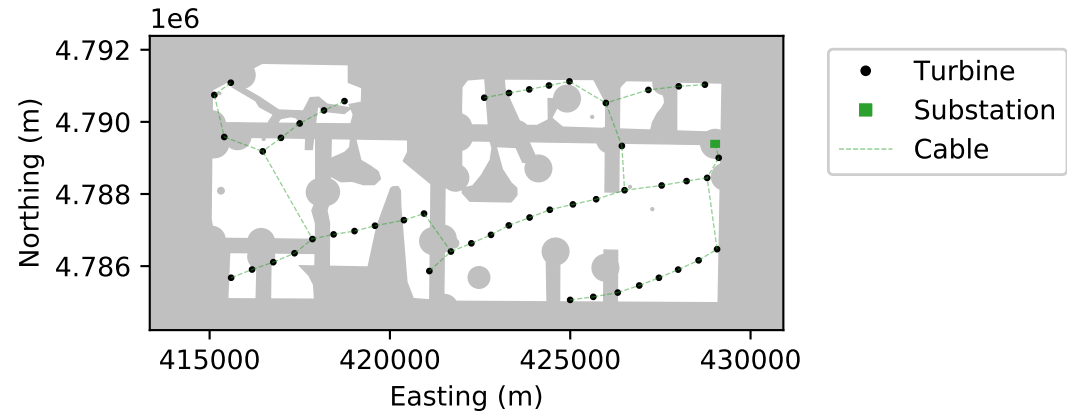 1e6
4.792
4.790
4.788
4.786
Northing (m)
415000 420000 425000 430000
Easting (m)
Turbine
Substation
Cable